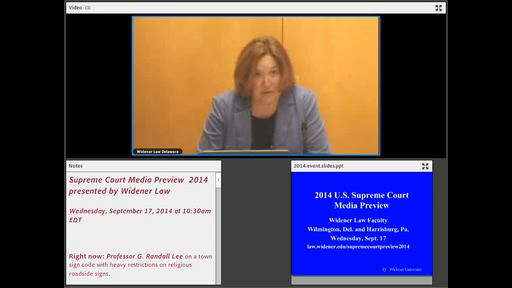 Video
Widener Law Delaware
Notes
Supreme Court Media Preview 2014
presented by Widener Law
Wednesday, September 17, 2014 at 10:30am
EDT
Right now: Professor G. Randall Lee on a town
sign code with heavy restrictions on religious
roadside signs.
2014.event.slides.ppt
2014 U.S. Supreme Court
Media Preview
Widener Law Faculty
Wilmington, Del. and Harrisburg, Pa.
Wednesday, Sept. 17
law.widener.edu/supremecourtpreview2014
Widener University